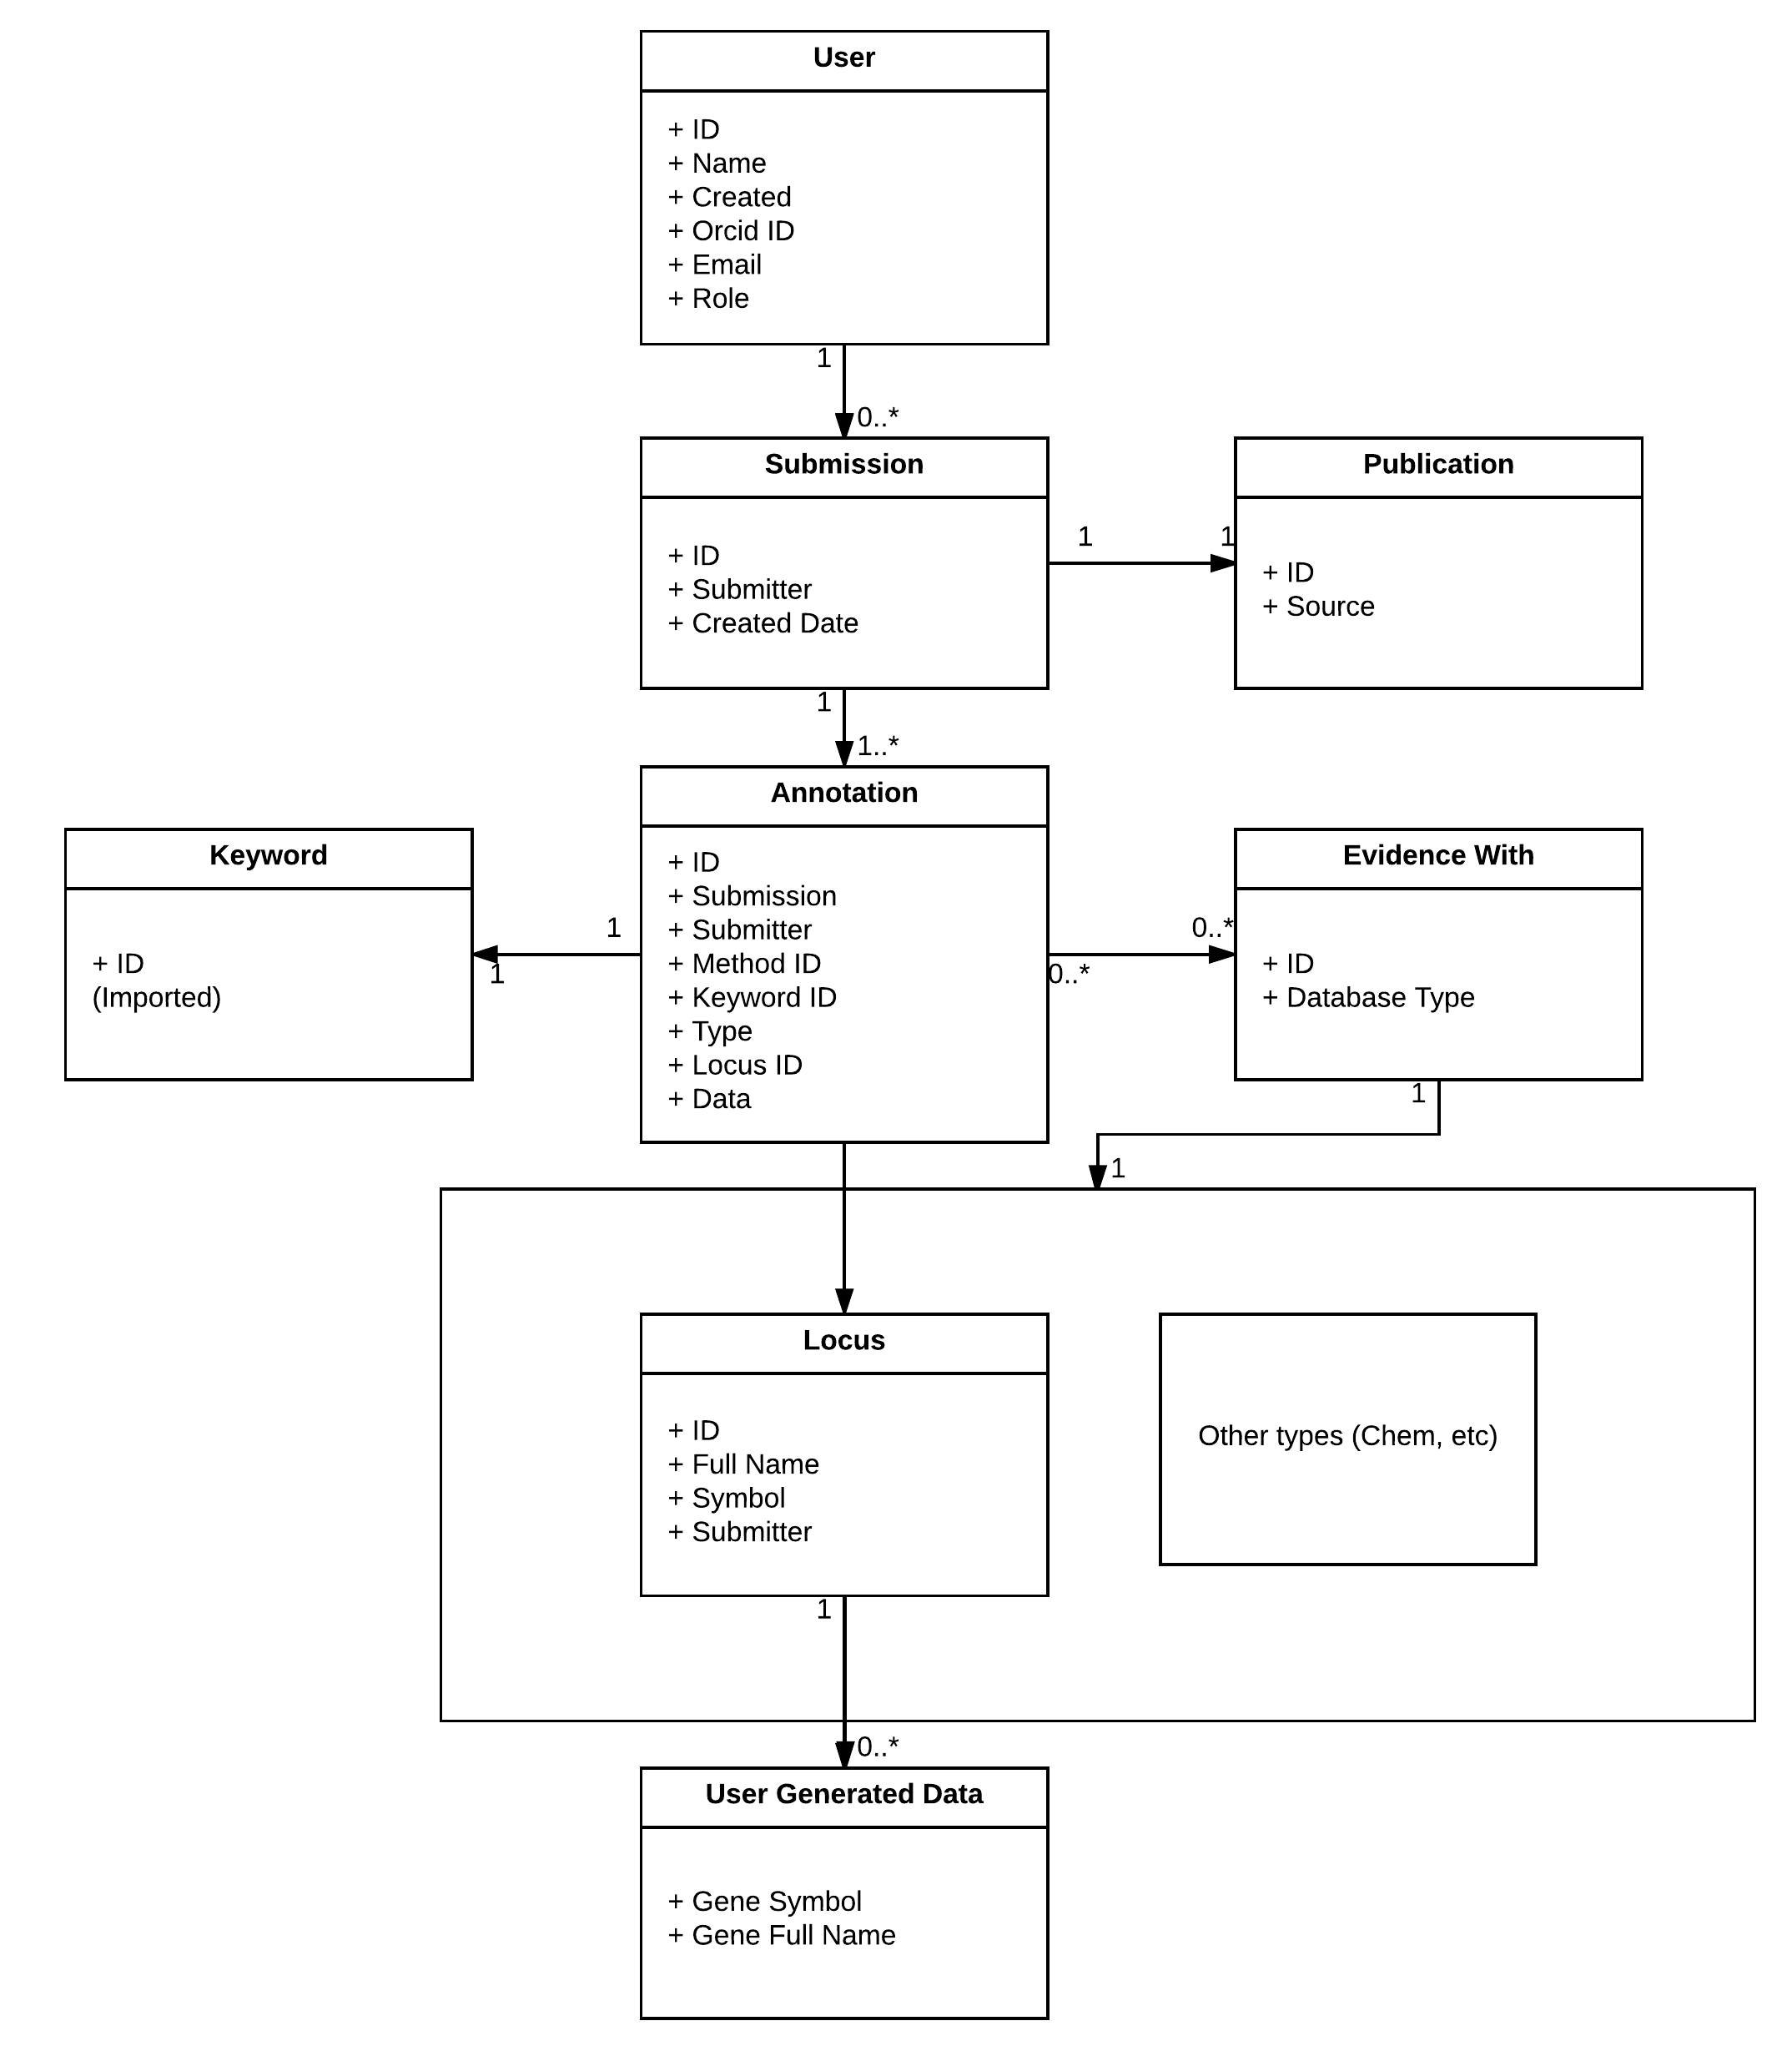 User
+ ID
+ Name
+ Created
+ Orcid ID
+ Email
+ Role
1
0..*
Submission
+ ID
+ Submitter
+ Created Date
1
1
Publication
+ ID
+ Source
1
1..*
Annotation
+ ID
+ Submission
+ Submitter
+ Method ID
+ Keyword ID
+ Type
+ Locus ID
+ Data
Keyword
+ ID
(Imported)
1
1
0..*
0..*
Evidence With
+ ID
+ Database Type
1
1
Locus
+ ID
+ Full Name
+ Symbol
+ Submitter
Other types (Chem, etc)
1
0..*
User Generated Data
+ Gene Symbol
+ Gene Full Name